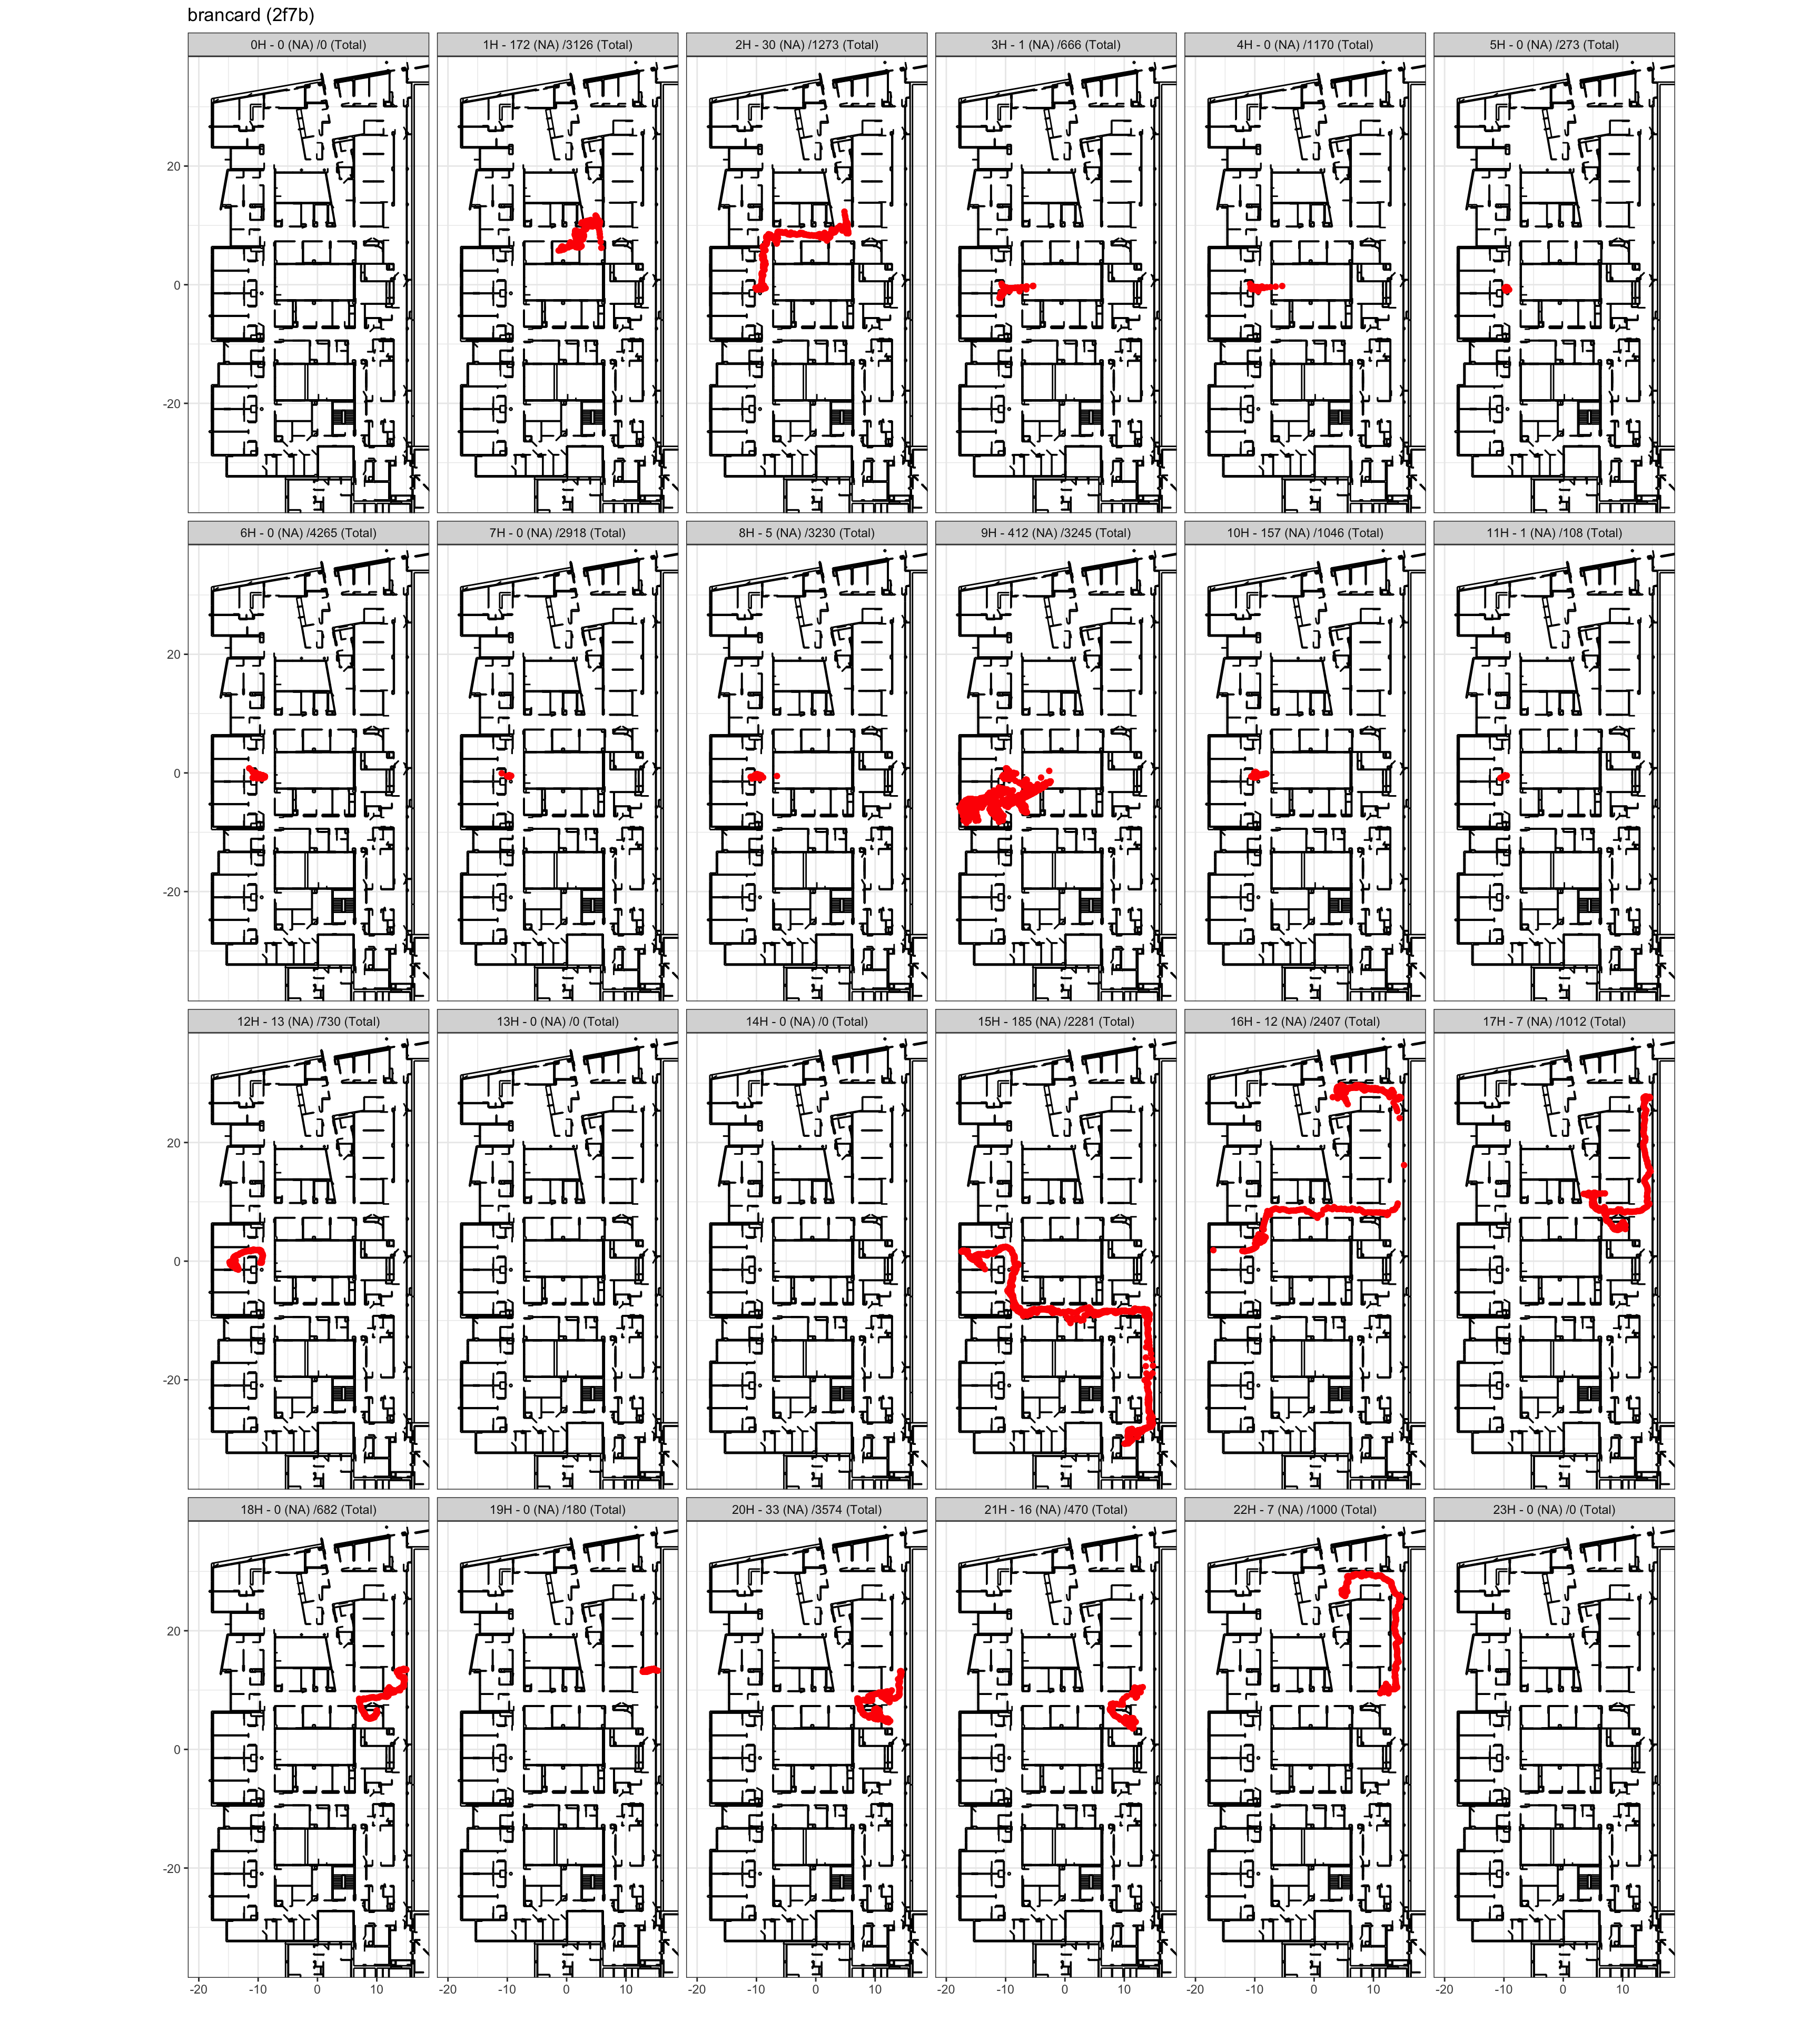 brancard (2f7b)
0H - 0 (NA) /0 (Total)
1H - 172 (NA) /3126 (Total)
2H - 30 (NA) /1273 (Total)
3H - 1 (NA) /666 (Total)
4H - 0 (NA) /1170 (Total)
5H - 0 (NA) /273 (Total)
20
0
-20
6H - 0 (NA) /4265 (Total)
7H - 0 (NA) /2918 (Total)
8H - 5 (NA) /3230 (Total)
9H - 412 (NA) /3245 (Total)
10H - 157 (NA) /1046 (Total)
11H - 1 (NA) /108 (Total)
20
0
-20
12H - 13 (NA) /730 (Total)
13H - 0 (NA) /0 (Total)
14H - 0 (NA) /0 (Total)
15H - 185 (NA) /2281 (Total)
16H - 12 (NA) /2407 (Total)
17H - 7 (NA) /1012 (Total)
20
0
-20
18H - 0 (NA) /682 (Total)
19H - 0 (NA) /180 (Total)
20H - 33 (NA) /3574 (Total)
21H - 16 (NA) /470 (Total)
22H - 7 (NA) /1000 (Total)
23H - 0 (NA) /0 (Total)
20
0
-20
-20 -10 0 10
-20 -10 0 10
-20 -10 0 10
-20 -10 0 10
-20 -10 0 10
-20 -10 0 10